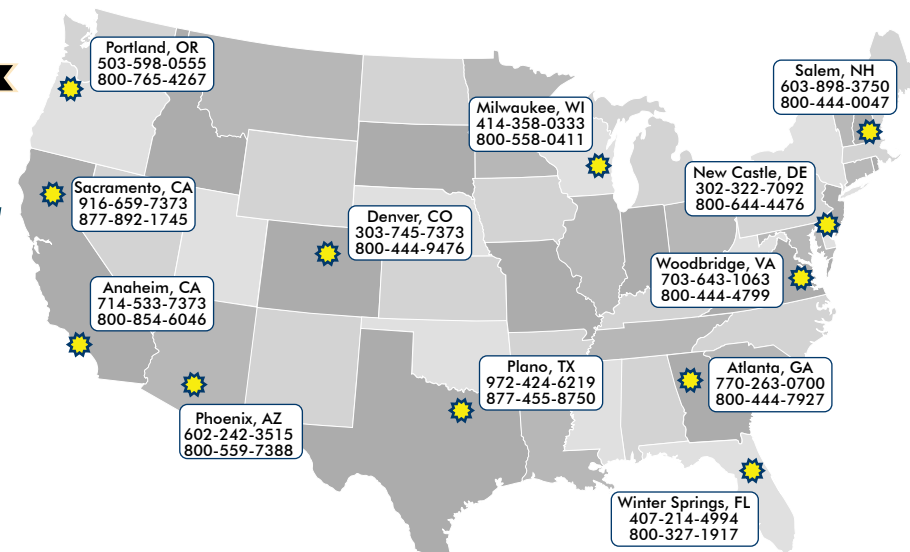 Portland, OR
503-598-0555
800-765-4267
Salem, NH
603-898-3750
800-444-0047
Milwaukee, WI
414-358-0333
800-558-0411
New Castle, DE
302-322-7092
800-644-4476
Sacramento, CA
916-659-7373
877-892-1745
Denver, CO
303-745-7373
800-444-9476
Woodbridge, VA
703-643-1063
800-444-4799
Anaheim, CA
714-533-7373
800-854-6046
Plano, TX
972-424-6219
877-455-8750
Atlanta, GA
770-263-0700
800-444-7927
Phoenix, AZ
602-242-3515
800-559-7388
Winter Springs, FL
407-214-4994
800-327-1917